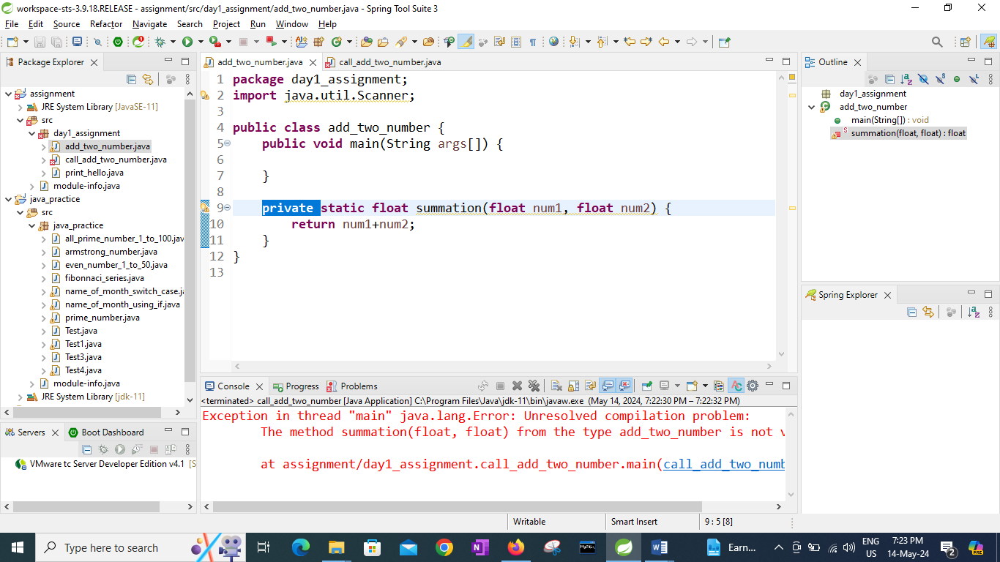 workspace-sts-3.9.18.RELEASE - assignment/src/day1_assignment/add_two_number.java - Spring Tool Suite 3
File Edit Source Refactor Navigate Search Project Run Window Help
Package Explorer
assignment
JRE System Library [JavaSE-11]
src
day1_assignment
add_two_number.java
call_add_two_number.java
print_hello.java
module-info.java
java_practice
src
java_practice
all_prime_number_1_to_100.jav
armstrong_number.java
even_number_1_to_50.java
fibonnaci_series.java
name_of_month_switch_case.ja
name_of_month_using_if.java
prime_number.java
Test.java
Test1.java
Test3.java
Test4.java
module-info.java
JRE System Library [jdk-11]
Servers Boot Dashboard
VMware tc Server Developer Edition v4.1 [S
add_two_number.java call_add_two_number.java
1 package day1_assignment;
2 import java.util.Scanner;
3
4 public class add_two_number {
5 public void main(String args[]) {
6
7 }
8
9 private static float summation(float num1, float num2) {
10 return num1+num2;
11 }
12 }
13
Console Progress Problems
<terminated> call_add_two_number [Java Application] C:\Program Files\Java\jdk-11\bin\javaw.exe (May 14, 2024, 7:22:30 PM – 7:22:32 PM)
Exception in thread "main" java.lang.Error: Unresolved compilation problem:
The method summation(float, float) from the type add_two_number is not v
at assignment/day1_assignment.call_add_two_number.main(call_add_two_numb
Outline
day1_assignment
add_two_number
main(String[]) : void
summation(float, float) : float
Spring Explorer
Writable Smart Insert 9 : 5 [8]
Type here to search
Earn...
ENG
US
7:23 PM
14-May-24
2
PRE